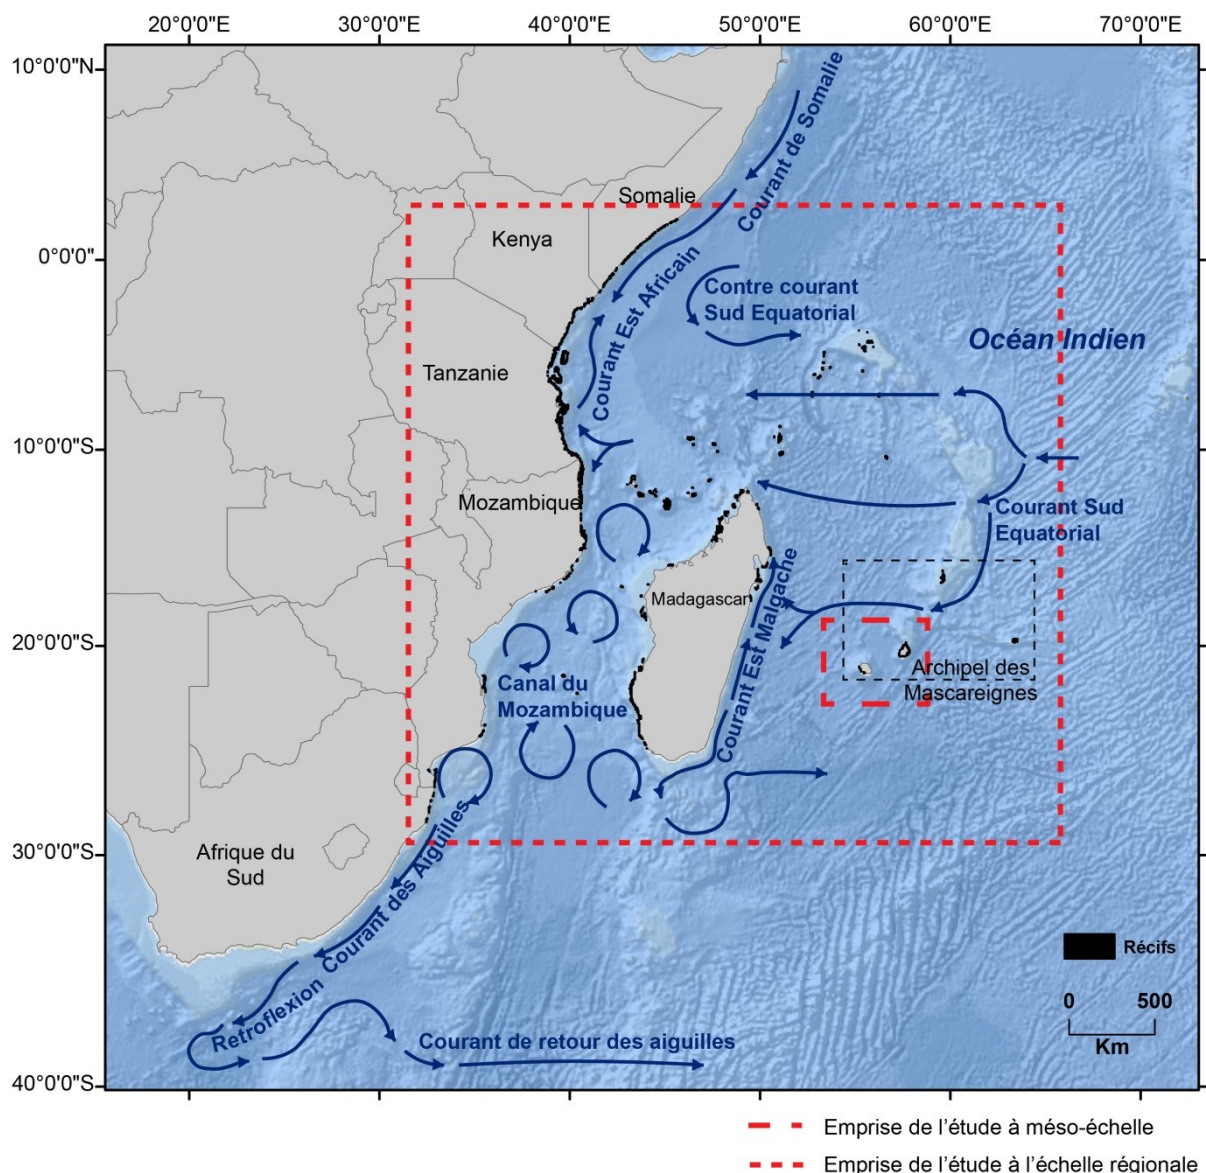 20°0'0"E
30°0'0"E
40°0'0"E
50°0'0"E
60°0'0"E
70°0'0"E
10°0'0"N
0°0'0"
10°0'0"S
20°0'0"S
30°0'0"S
40°0'0"S
Courant de Somalie
Somalie
Kenya
Courant Est Africain
Contre courant
Sud Equatorial
Océan Indien
Tanzanie
Mozambique
Courant Sud
Equatorial
Madagascar
Courant Est Malgache
Archipel des
Mascareignes
Canal du
Mozambique
Afrique du
Sud
Courant des Aiguilles
Retroflexion
Courant de retour des aiguilles
Récifs
0 500
Km
Emprise de l'étude à méso-échelle
Emprise de l'étude à l'échelle régionale